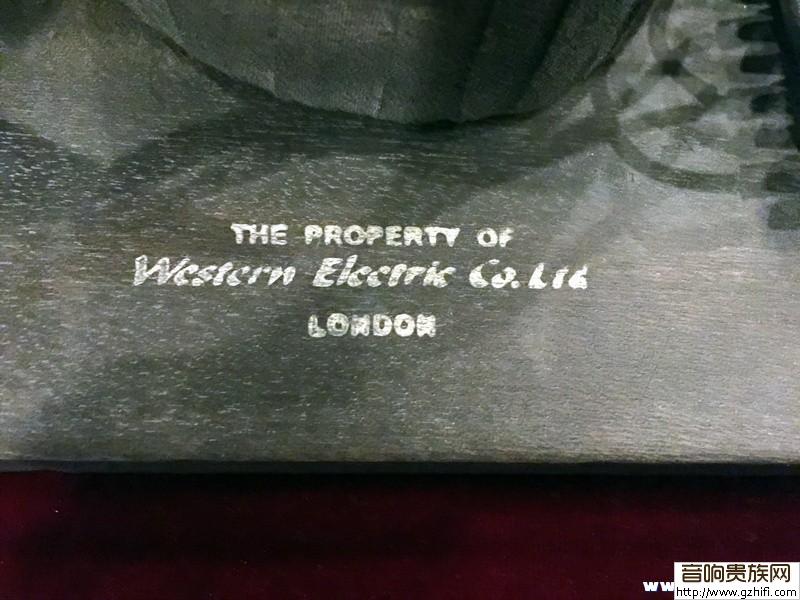 THE PROPERTY OF
Western Electric Co. Ltd
LONDON
音响贵族网
http://www.gzhifi.com